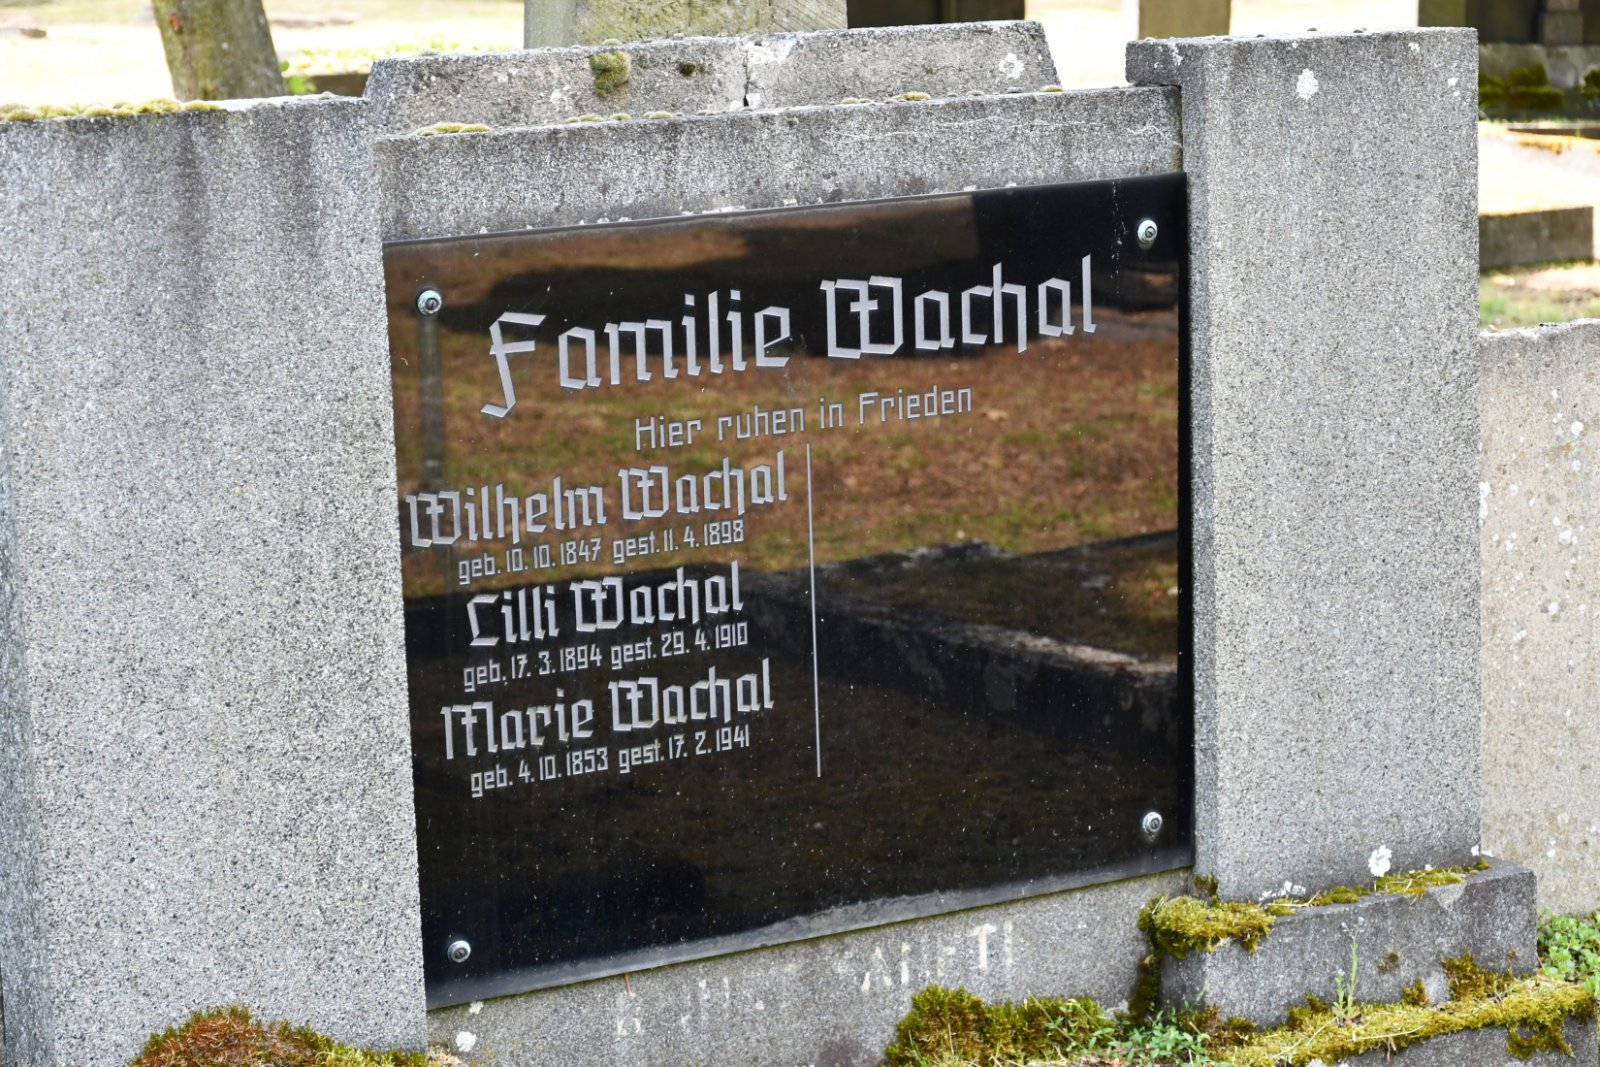 Familie Wachal
Hier ruhen in Frieden
Wilhelm Wachal
geb. 10. 10. 1847 gest. 11. 4. 1898
Lilli Wachal
geb. 17. 3. 1894 gest. 29. 4. 1910
Marie Wachal
geb. 4. 10. 1853 gest. 17. 2. 1941